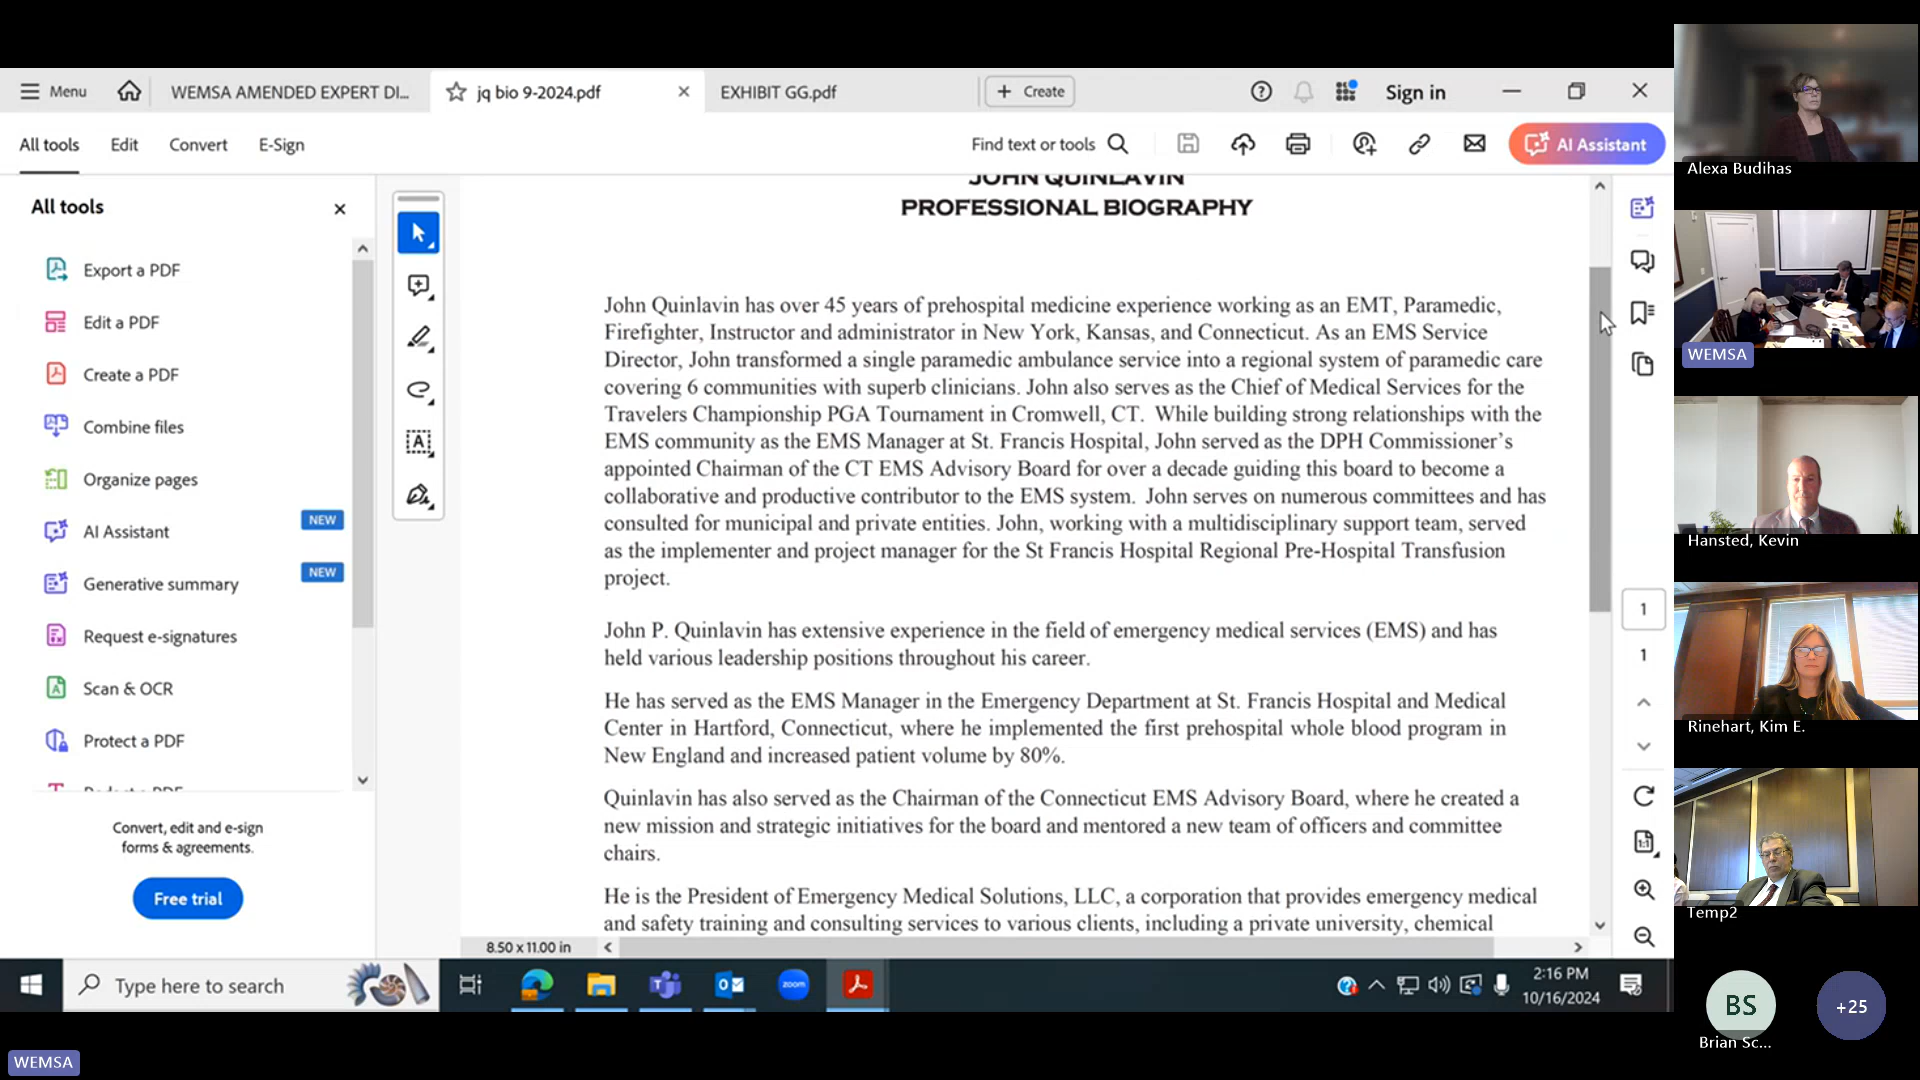 Menu
WEMSA AMENDED EXPERT DI...
jq bio 9-2024.pdf
EXHIBIT GG.pdf
+ Create
Sign in
All tools
Edit
Convert
E-Sign
Find text or tools
AI Assistant
All tools
Export a PDF
Edit a PDF
Create a PDF
Combine files
Organize pages
AI Assistant
NEW
Generative summary
NEW
Request e-signatures
Scan & OCR
Protect a PDF
Redact a PDF
Convert, edit and e-sign
forms & agreements.
Free trial
JOHN QUINLAVIN
PROFESSIONAL BIOGRAPHY
John Quinlavin has over 45 years of prehospital medicine experience working as an EMT, Paramedic,
Firefighter, Instructor and administrator in New York, Kansas, and Connecticut. As an EMS Service
Director, John transformed a single paramedic ambulance service into a regional system of paramedic care
covering 6 communities with superb clinicians. John also serves as the Chief of Medical Services for the
Travelers Championship PGA Tournament in Cromwell, CT. While building strong relationships with the
EMS community as the EMS Manager at St. Francis Hospital, John served as the DPH Commissioner's
appointed Chairman of the CT EMS Advisory Board for over a decade guiding this board to become a
collaborative and productive contributor to the EMS system. John serves on numerous committees and has
consulted for municipal and private entities. John, working with a multidisciplinary support team, served
as the implementer and project manager for the St Francis Hospital Regional Pre-Hospital Transfusion
project.
John P. Quinlavin has extensive experience in the field of emergency medical services (EMS) and has
held various leadership positions throughout his career.
He has served as the EMS Manager in the Emergency Department at St. Francis Hospital and Medical
Center in Hartford, Connecticut, where he implemented the first prehospital whole blood program in
New England and increased patient volume by 80%.
Quinlavin has also served as the Chairman of the Connecticut EMS Advisory Board, where he created a
new mission and strategic initiatives for the board and mentored a new team of officers and committee
chairs.
He is the President of Emergency Medical Solutions, LLC, a corporation that provides emergency medical
and safety training and consulting services to various clients, including a private university, chemical
8.50 x 11.00 in
1
1
1:1
Type here to search
zoom
2:16 PM
10/16/2024
WEMSA
Alexa Budihas
WEMSA
Hansted, Kevin
Rinehart, Kim E.
Temp2
BS
Brian Sc...
+25